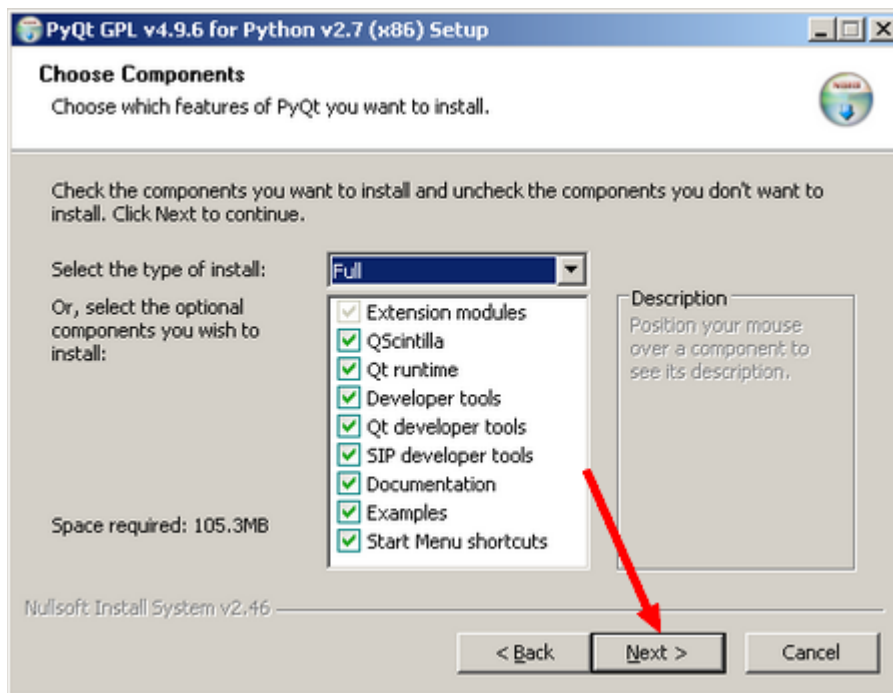 PyQt GPL v4.9.6 for Python v2.7 (x86) Setup
Choose Components
Choose which features of PyQt you want to install.
Check the components you want to install and uncheck the components you don't want to
install. Click Next to continue.
Select the type of install:
Full
Or, select the optional
components you wish to
install:
Extension modules
QScintilla
Qt runtime
Developer tools
Qt developer tools
SIP developer tools
Documentation
Examples
Start Menu shortcuts
Description
Position your mouse
over a component to
see its description.
Space required: 105.3MB
Nullsoft Install System v2.46
< Back
Next >
Cancel